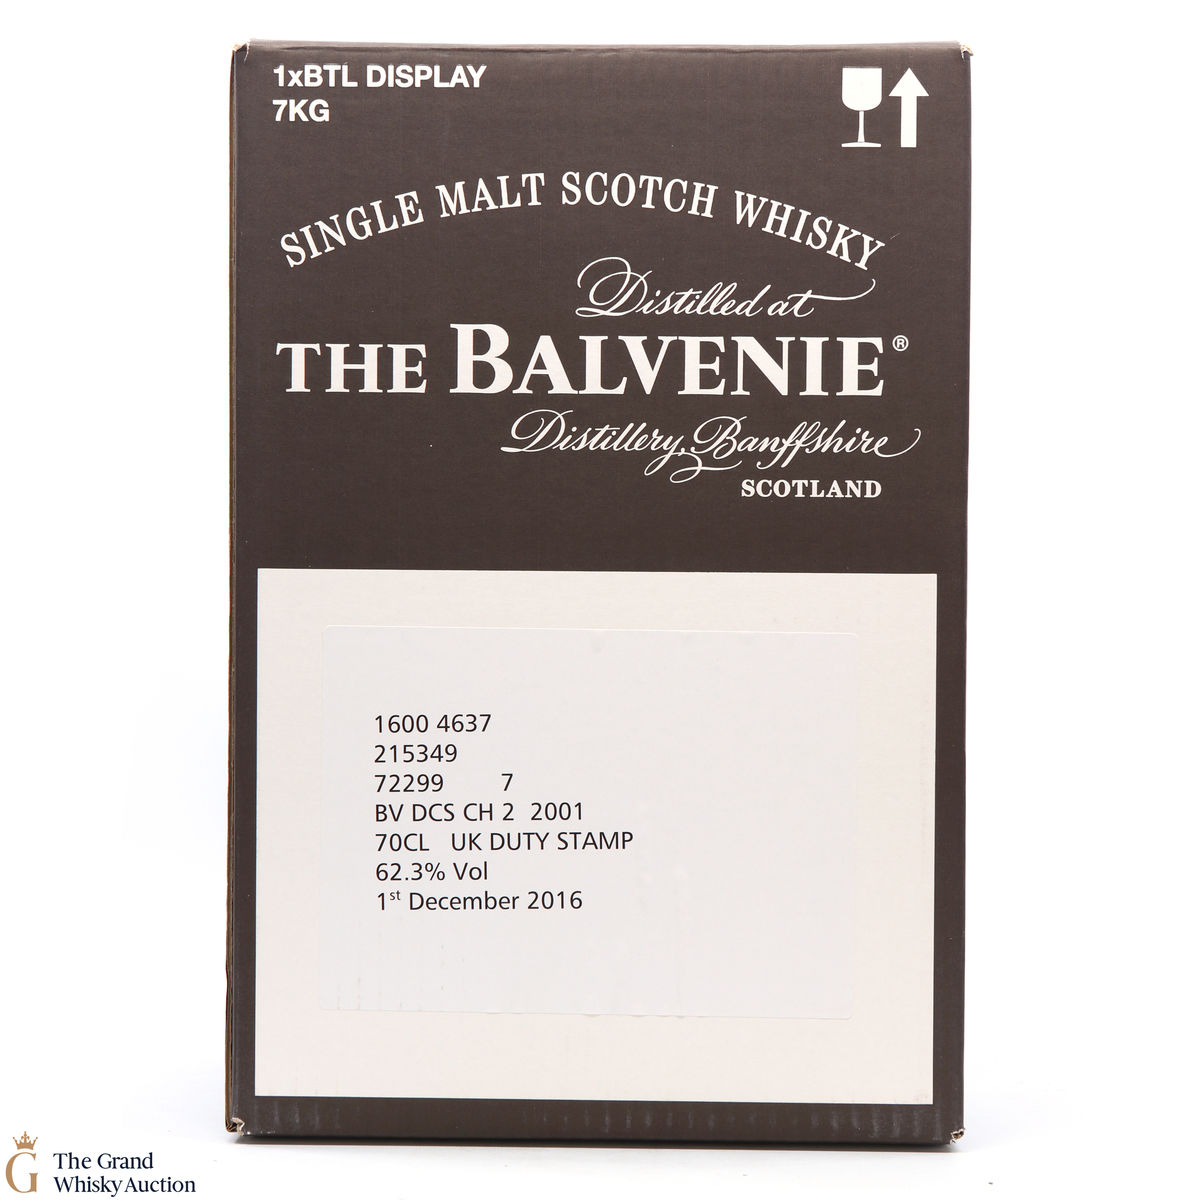 1xBTL DISPLAY
7KG
SINGLE MALT SCOTCH WHISKY
Distilled at
THE BALVENIE®
Distillery, Banffshire
SCOTLAND
1600 4637
215349
72299 7
BV DCS CH 2 2001
70CL UK DUTY STAMP
62.3% Vol
1st December 2016
G The Grand
Whisky Auction